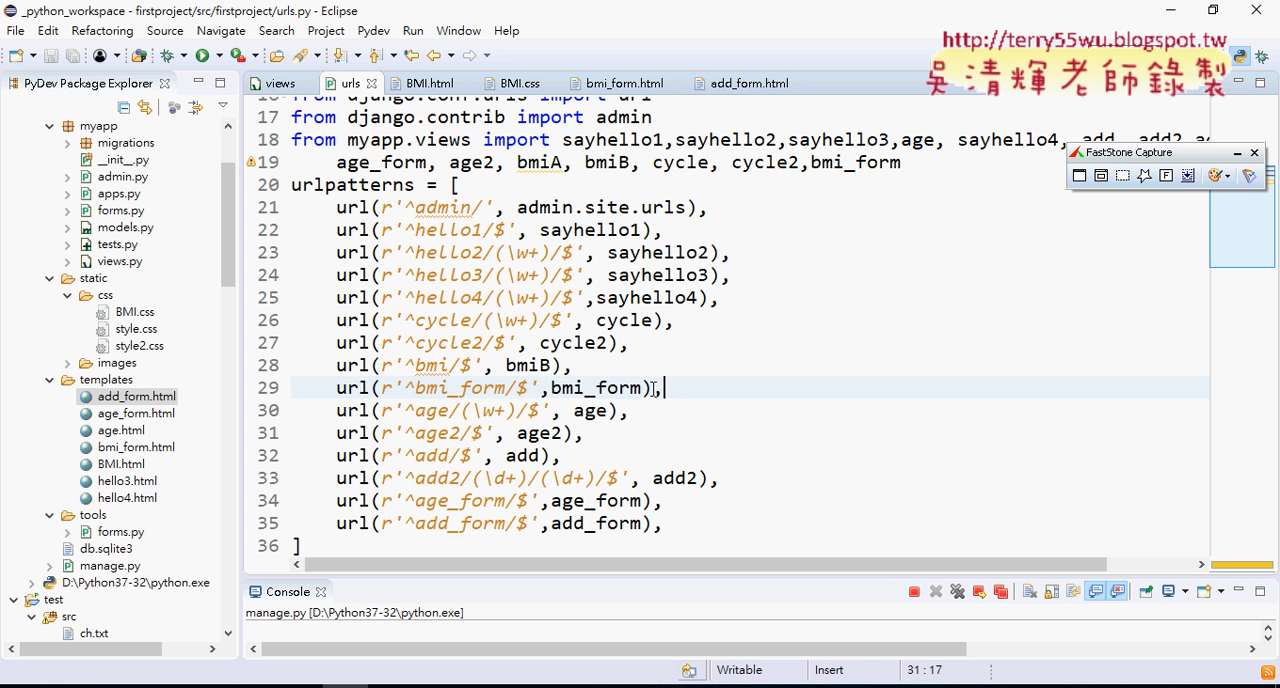 _python_workspace - firstproject/src/firstproject/urls.py - Eclipse
File Edit Refactoring Source Navigate Search Project Pydev Run Window Help
http://terry55wu.blogspot.tw
吳清輝老師錄製
PyDev Package Explorer
views urls BMI.html BMI.css bmi_form.html add_form.html
FastStone Capture
myapp
migrations
__init__.py
admin.py
apps.py
forms.py
models.py
tests.py
views.py
static
css
BMI.css
style.css
style2.css
images
templates
add_form.html
age_form.html
age.html
bmi_form.html
BMI.html
hello3.html
hello4.html
tools
forms.py
db.sqlite3
manage.py
D:\Python37-32\python.exe
test
src
ch.txt
16 from django.conf.urls import url
17 from django.contrib import admin
18 from myapp.views import sayhello1,sayhello2,sayhello3,age, sayhello4, add, add2,
19 age_form, age2, bmiA, bmiB, cycle, cycle2,bmi_form
20 urlpatterns = [
21 url(r'^admin/', admin.site.urls),
22 url(r'^hello1/$', sayhello1),
23 url(r'^hello2/(\w+)/$', sayhello2),
24 url(r'^hello3/(\w+)/$', sayhello3),
25 url(r'^hello4/(\w+)/$',sayhello4),
26 url(r'^cycle/(\w+)/$', cycle),
27 url(r'^cycle2/$', cycle2),
28 url(r'^bmi/$', bmiB),
29 url(r'^bmi_form/$',bmi_form),
30 url(r'^age/(\w+)/$', age),
31 url(r'^age2/$', age2),
32 url(r'^add/$', add),
33 url(r'^add2/(\d+)/(\d+)/$', add2),
34 url(r'^age_form/$',age_form),
35 url(r'^add_form/$',add_form),
36 ]
Console
manage.py [D:\Python37-32\python.exe]
Writable Insert 31 : 17